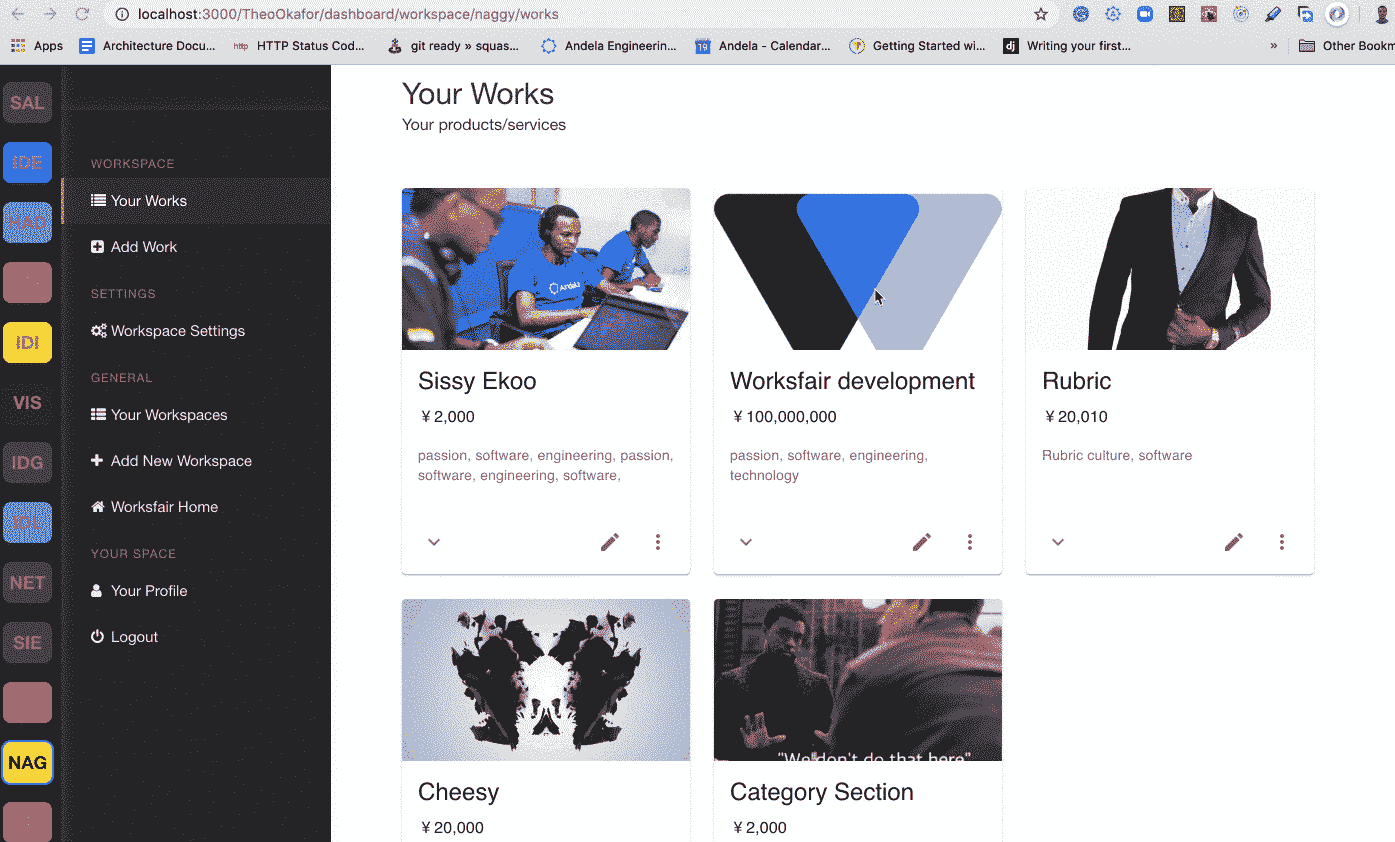 localhost:3000/TheoOkafor/dashboard/workspace/naggy/works
Apps
Architecture Docu...
http
HTTP Status Cod...
git ready » squas...
Andela Engineerin...
19
Andela - Calendar...
Getting Started wi...
dj
Writing your first...
»
Other Bookm
SAL
IDE
IDI
VIS
IDG
NET
SIE
NAG
WORKSPACE
Your Works
Add Work
SETTINGS
Workspace Settings
GENERAL
Your Workspaces
Add New Workspace
Worksfair Home
YOUR SPACE
Your Profile
Logout
Your Works
Your products/services
Andela
Sissy Ekoo
¥ 2,000
passion, software, engineering, passion,
software, engineering, software,
Worksfair development
¥ 100,000,000
passion, software, engineering,
technology
Rubric
¥ 20,010
Rubric culture, software
Cheesy
¥ 20,000
"We don't do that here"
Category Section
¥ 2,000